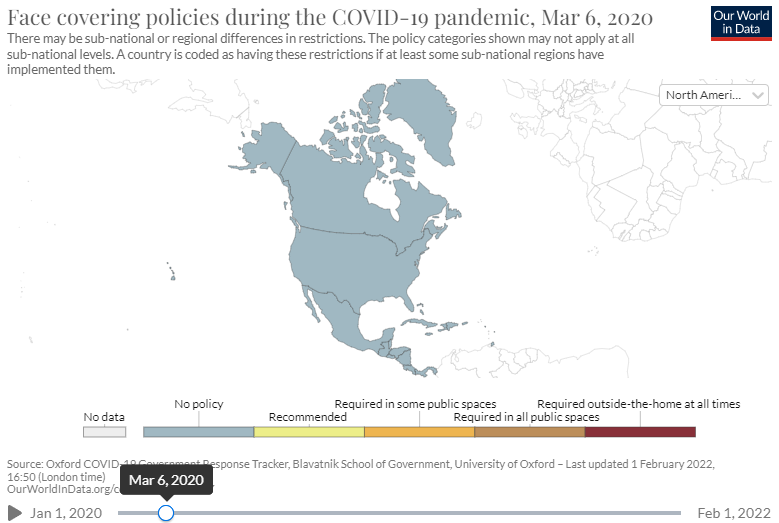 Face covering policies during the COVID-19 pandemic, Mar 6, 2020
Our World
in Data
There may be sub-national or regional differences in restrictions. The policy categories shown may not apply at all
sub-national levels. A country is coded as having these restrictions if at least some sub-national regions have
implemented them.
North Ameri...
No data
No policy
Recommended
Required in some public spaces
Required in all public spaces
Required outside-the-home at all times
Source: Oxford COVID-19 Government Response Tracker, Blavatnik School of Government, University of Oxford – Last updated 1 February 2022,
16:50 (London time)
OurWorldInData.org/
Mar 6, 2020
Jan 1, 2020
Feb 1, 2022